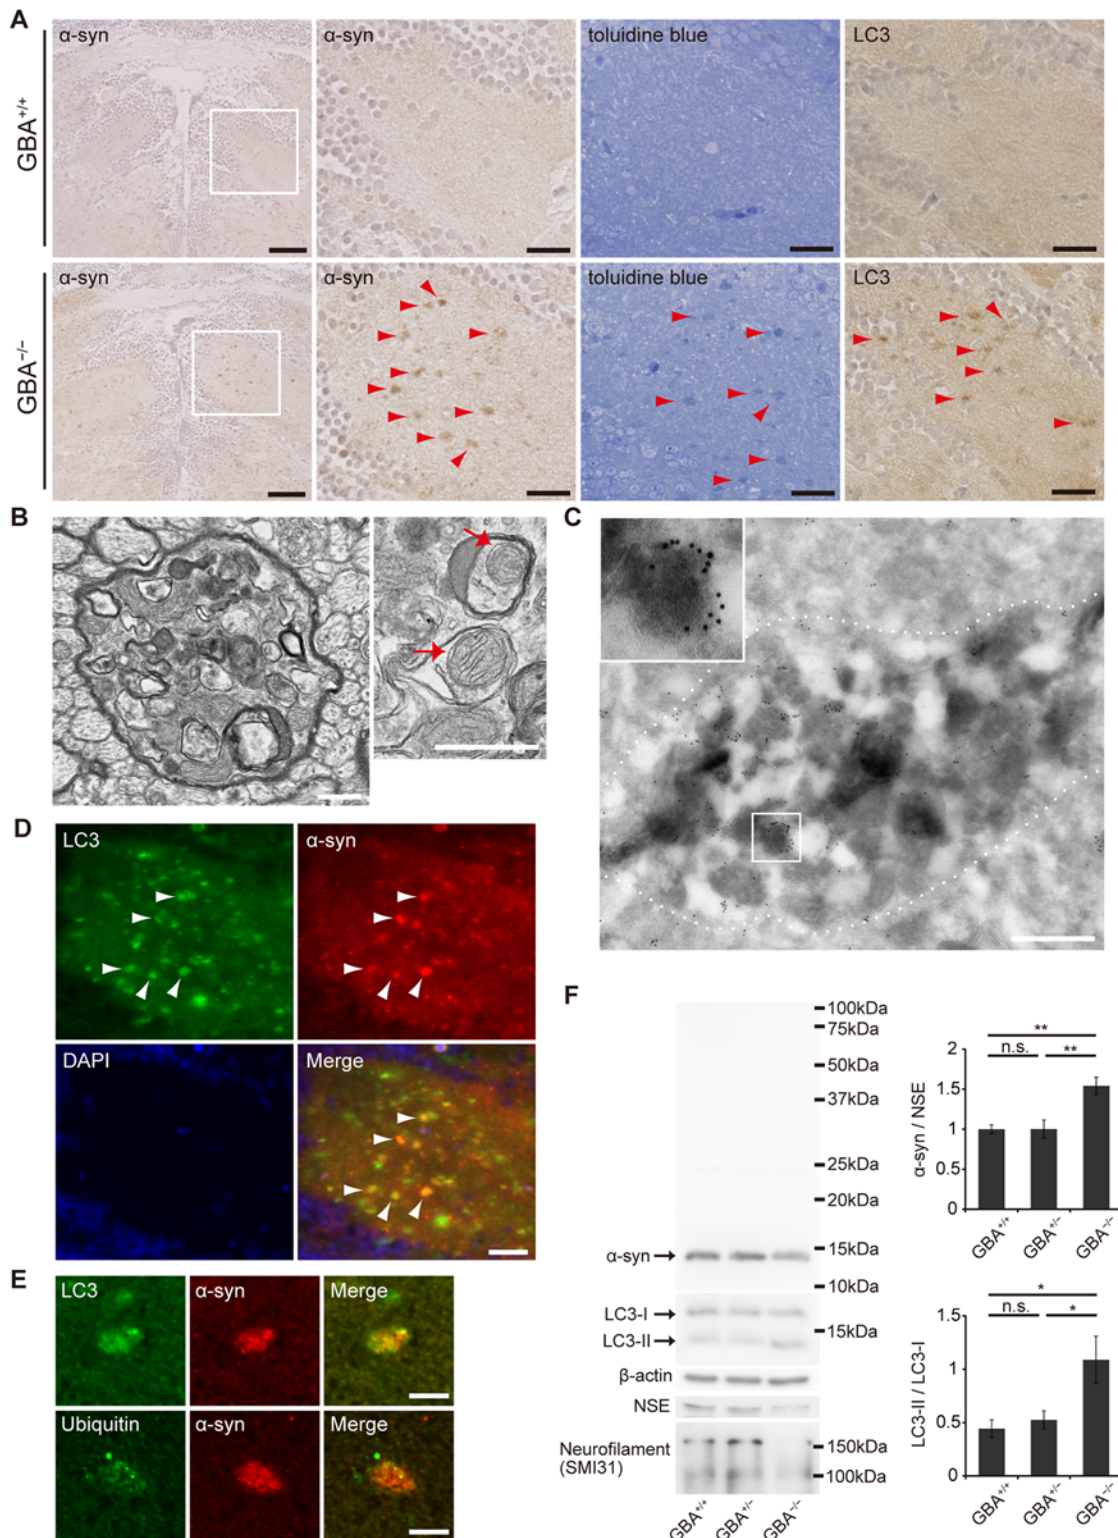 A
GBA+/+
α-syn
α-syn
toluidine blue
LC3
GBA−/−
α-syn
α-syn
toluidine blue
LC3
B
C
D
LC3
α-syn
DAPI
Merge
E
LC3
α-syn
Merge
Ubiquitin
α-syn
Merge
F
100kDa
75kDa
50kDa
37kDa
25kDa
20kDa
α-syn
15kDa
10kDa
LC3-I
15kDa
LC3-II
β-actin
NSE
Neurofilament
(SMI31)
150kDa
100kDa
GBA+/+
GBA+/−
GBA−/−
**
n.s.
**
α-syn / NSE
2
1.5
1
0.5
0
GBA+/+
GBA+/−
GBA−/−
*
n.s.
*
LC3-II / LC3-I
1.5
1
0.5
0
GBA+/+
GBA+/−
GBA−/−